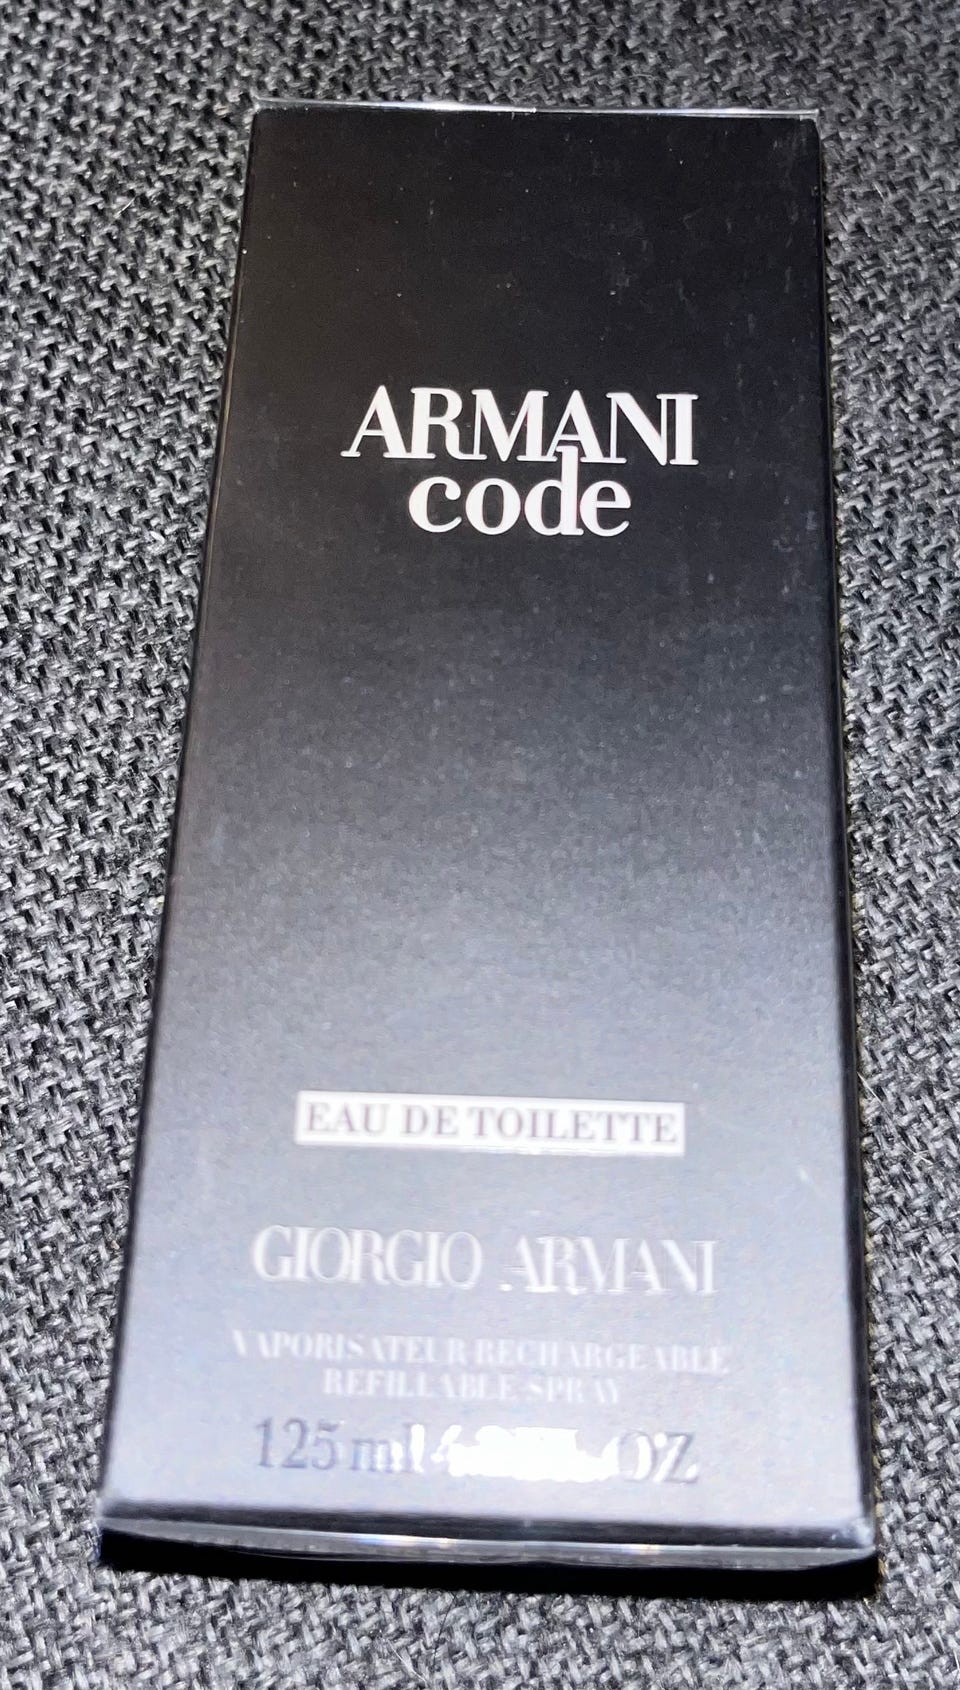 ARMANI
code
EAU DE TOILETTE
GIORGIO ARMANI
VAPORISATEUR RECHARGEABLE
REFILLABLE SPRAY
125 ml OZ